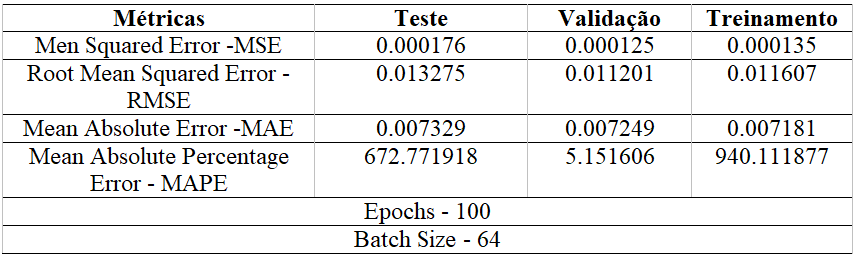 Métricas Teste Validação Treinamento
Men Squared Error -MSE 0.000176 0.000125 0.000135
Root Mean Squared Error - 0.013275 0.011201 0.011607
RMSE
Mean Absolute Error -MAE 0.007329 0.007249 0.007181
Mean Absolute Percentage 672.771918 5.151606 940.111877
Error - MAPE
Epochs - 100
Batch Size - 64